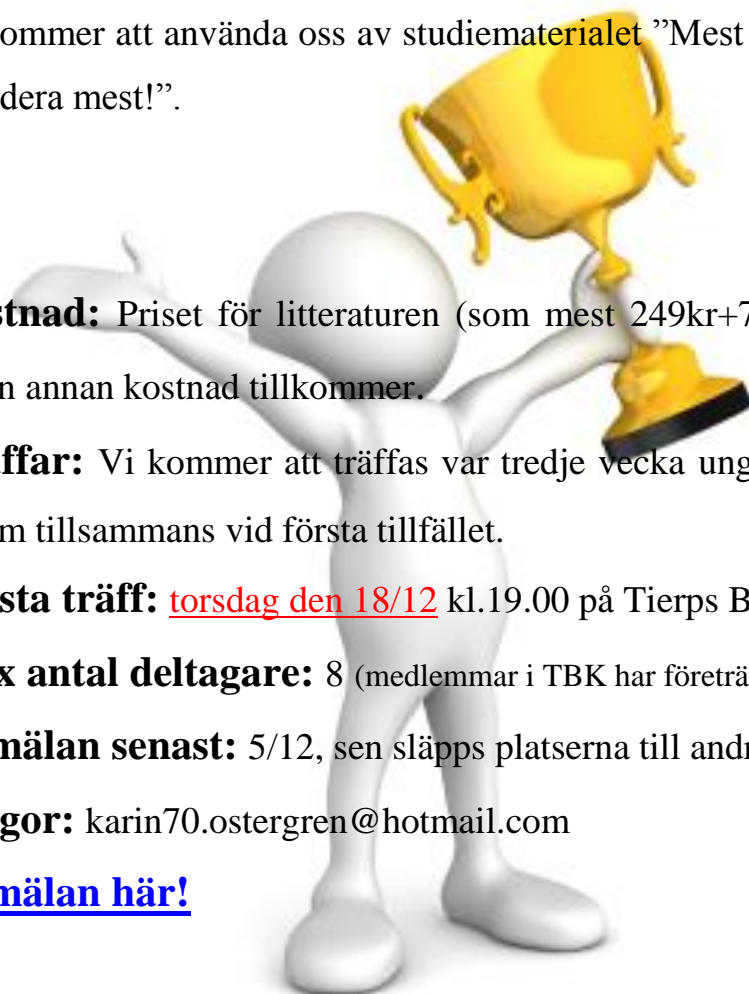 ommer att använda oss av studiematerialet ”Mest
dera mest!”.
stnad: Priset för litteraturen (som mest 249kr+7
n annan kostnad tillkommer.
ffar: Vi kommer att träffas var tredje vecka ung
m tillsammans vid första tillfället.
sta träff: torsdag den 18/12 kl.19.00 på Tierps B
x antal deltagare: 8 (medlemmar i TBK har företrä
mälan senast: 5/12, sen släpps platserna till andr
gor: karin70.ostergren@hotmail.com
mälan här!